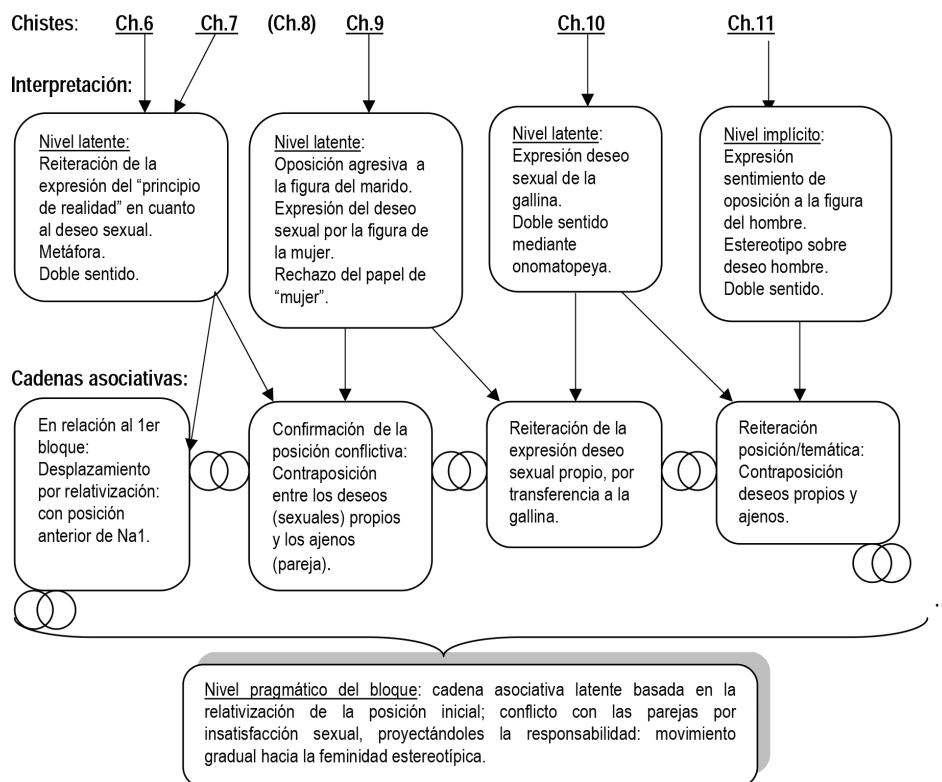 Chistes: Ch.6 Ch.7 (Ch.8) Ch.9 Ch.10 Ch.11
Interpretación:
Nivel latente:
Reiteración de la
expresión del “principio
de realidad” en cuanto
al deseo sexual.
Metáfora.
Doble sentido.
Nivel latente:
Oposición agresiva a
la figura del marido.
Expresión del deseo
sexual por la figura de
la mujer.
Rechazo del papel de
“mujer”.
Nivel latente:
Expresión deseo
sexual de la
gallina.
Doble sentido
mediante
onomatopeya.
Nivel implícito:
Expresión
sentimiento de
oposición a la figura
del hombre.
Estereotipo sobre
deseo hombre.
Doble sentido.
Cadenas asociativas:
En relación al 1er
bloque:
Desplazamiento
por relativización:
con posición
anterior de Na1.
Confirmación de la
posición conflictiva:
Contraposición
entre los deseos
(sexuales) propios
y los ajenos
(pareja).
Reiteración de la
expresión deseo
sexual propio, por
transferencia a la
gallina.
Reiteración
posición/temática:
Contraposición
deseos propios y
ajenos.
..
Nivel pragmático del bloque: cadena asociativa latente basada en la
relativización de la posición inicial; conflicto con las parejas por
insatisfacción sexual, proyectándoles la responsabilidad: movimiento
gradual hacia la feminidad estereotípica.